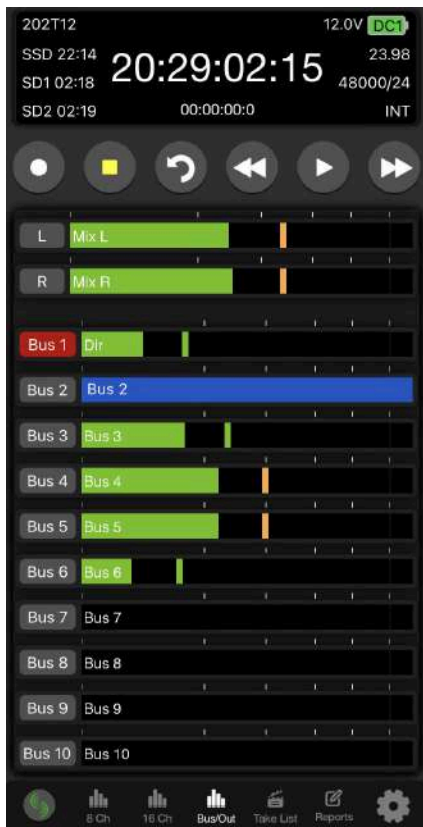 202T12 12.0V DC1
SSD 22:14 23.98
20:29:02:15
SD1 02:18 48000/24
SD2 02:19 00:00:00:0 INT
L Mix L
R Mix R
Bus 1 Dir
Bus 2 Bus 2
Bus 3 Bus 3
Bus 4 Bus 4
Bus 5 Bus 5
Bus 6 Bus 6
Bus 7 Bus 7
Bus 8 Bus 8
Bus 9 Bus 9
Bus 10 Bus 10
8 Ch 16 Ch Bus/Out Take List Reports